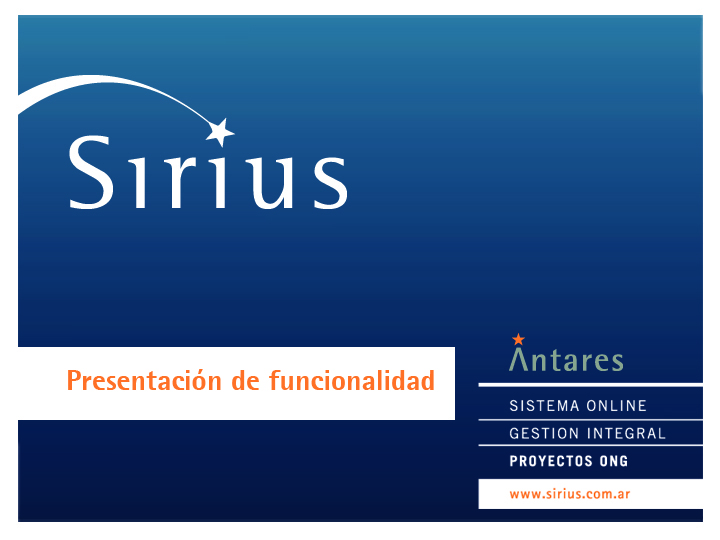 Sirius
Presentación de funcionalidad
Antares
SISTEMA ONLINE
GESTION INTEGRAL
PROYECTOS ONG
www.sirius.com.ar